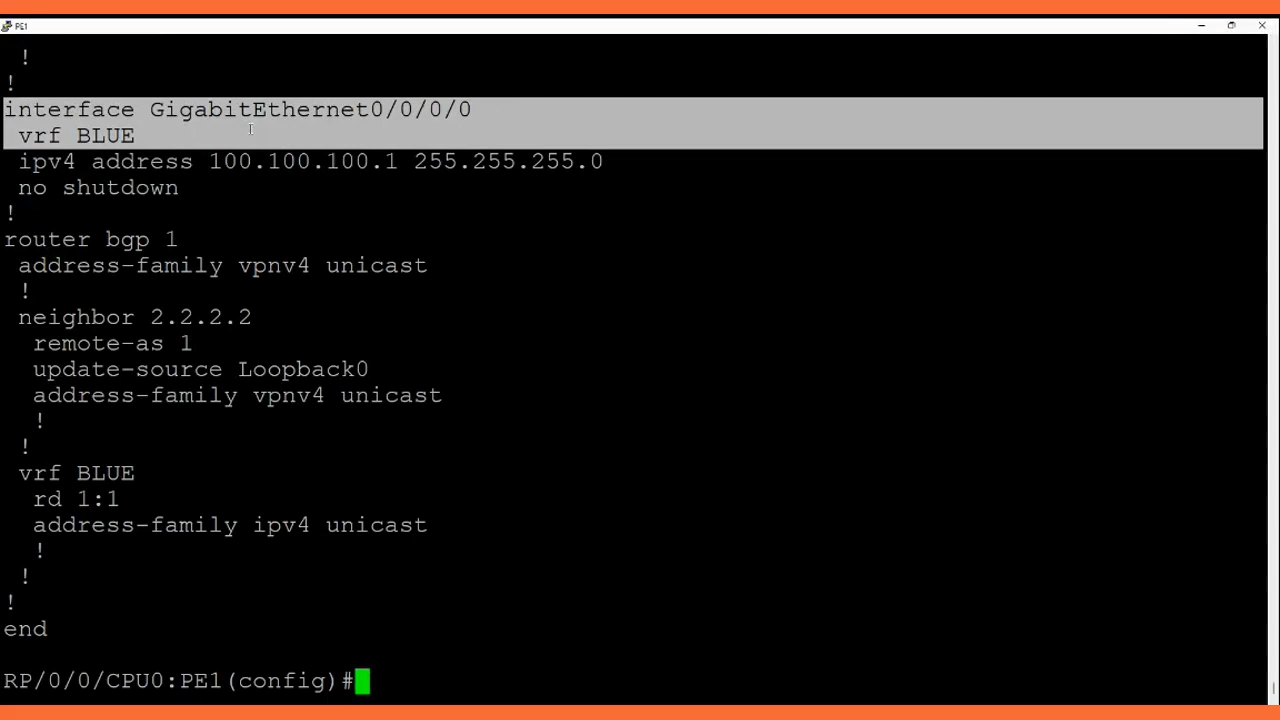 PE1
!
!
interface GigabitEthernet0/0/0/0
vrf BLUE
ipv4 address 100.100.100.1 255.255.255.0
no shutdown
!
router bgp 1
address-family vpnv4 unicast
!
neighbor 2.2.2.2
remote-as 1
update-source Loopback0
address-family vpnv4 unicast
!
!
vrf BLUE
rd 1:1
address-family ipv4 unicast
!
!
!
end
RP/0/0/CPU0:PE1(config)#